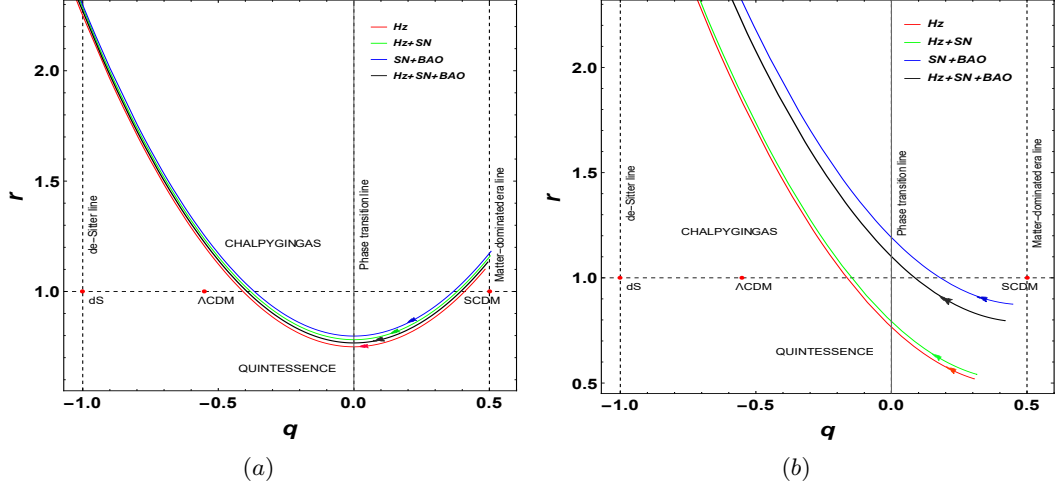 Hz
Hz+SN
SN+BAO
Hz+SN+BAO
2.0
1.5
1.0
r
de-Sitter line
Phase transition line
Matter-dominated era line
CHALPYGINGAS
dS
ΛCDM
SCDM
QUINTESSENCE
-1.0 -0.5 0.0 0.5
q
(a)
Hz
Hz+SN
SN+BAO
Hz+SN+BAO
2.0
1.5
1.0
0.5
r
de-Sitter line
Phase transition line
Matter-dominated era line
CHALPYGINGAS
dS
ΛCDM
SCDM
QUINTESSENCE
-1.0 -0.5 0.0 0.5
q
(b)